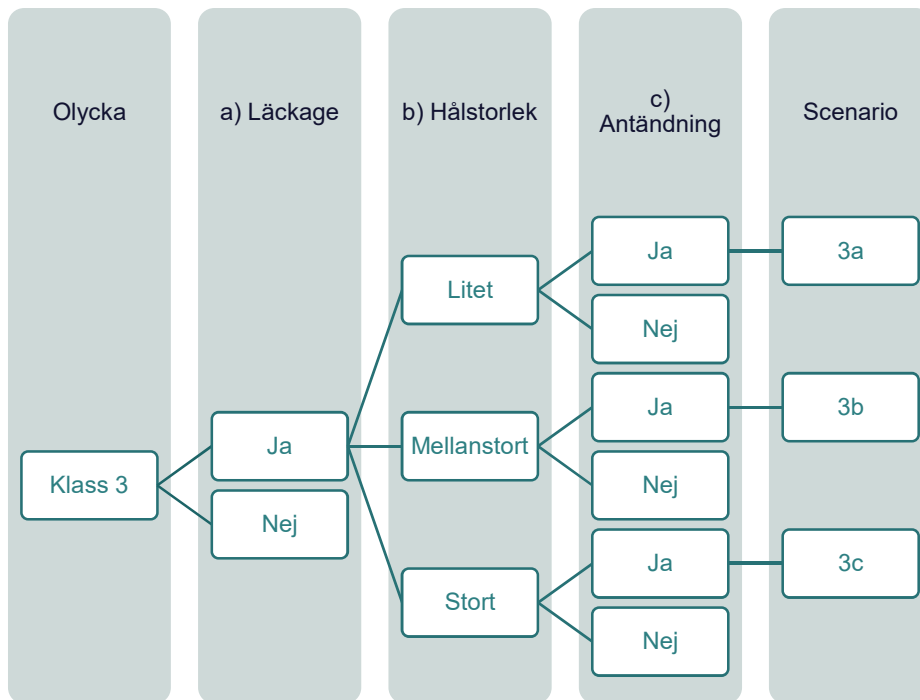 Olycka
a) Läckage
b) Hålstorlek
c)
Antändning
Scenario
Klass 3
Ja
Nej
Litet
Mellanstort
Stort
Ja
Nej
Ja
Nej
Ja
Nej
3a
3b
3c